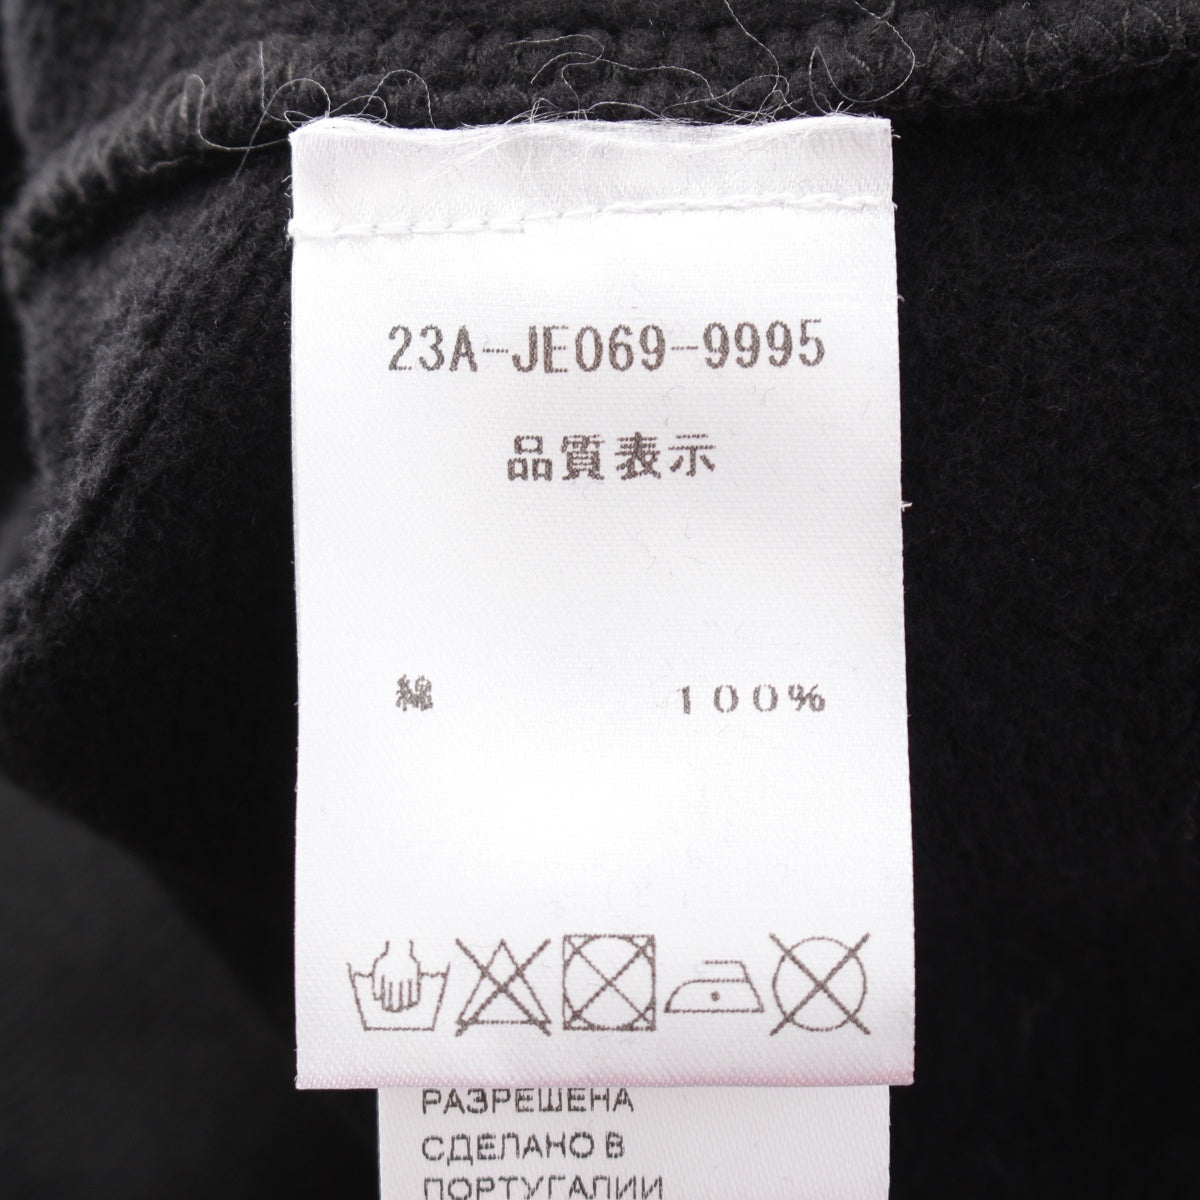 23A-JE069-9995
品質表示
綿 100%
РАЗРЕШЕНА
СДЕЛАНО В
ПОРТУГАЛИИ